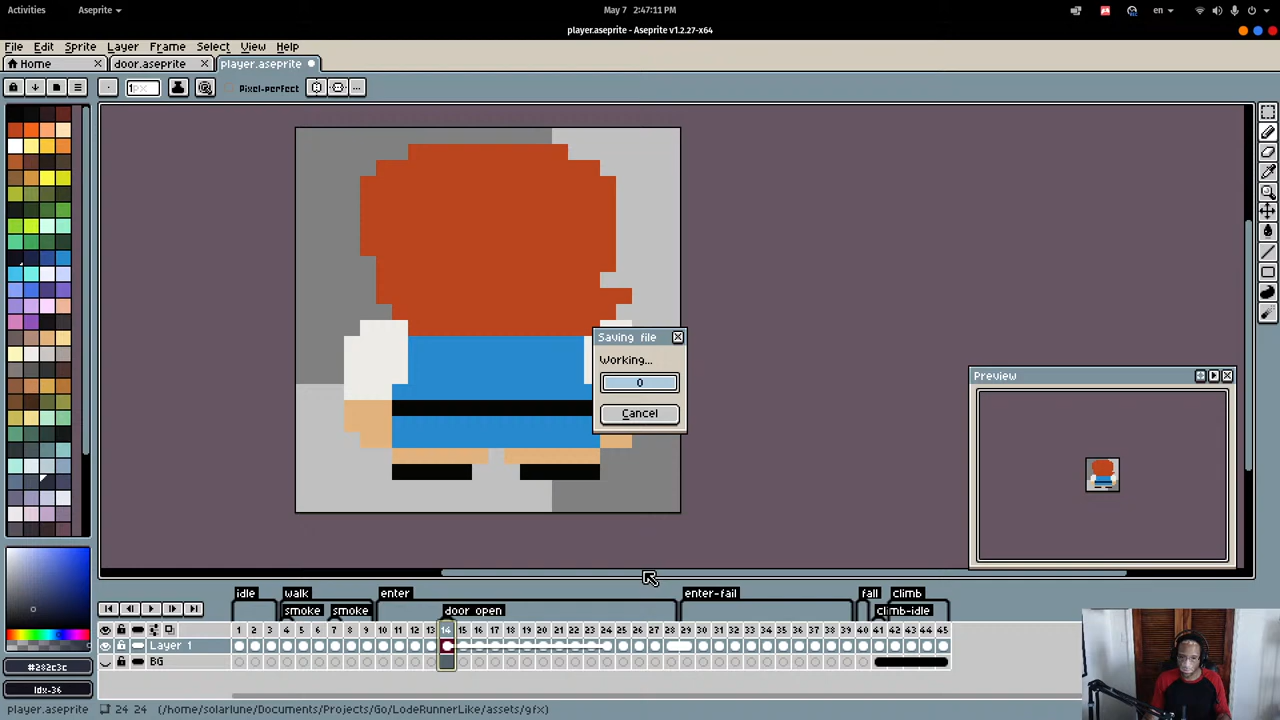 Activities
Aseprite
May 7 2:47:11 PM
en
player.aseprite - Aseprite v1.2.27-x64
File Edit Sprite Layer Frame Select View Help
Home
door.aseprite
player.aseprite
1px
Pixel-perfect
...
Saving file
Working...
0
Cancel
Preview
idle walk enter enter-fail fall climb
smoke smoke door open climb-idle
1 2 3 4 5 6 7 8 9 10 11 12 13 14 15 16 17 18 19 20 21 22 23 24 25 26 27 28 29 30 31 32 33 34 35 36 37 38 39 40 41 42 43 44 45
Layer 1
BG
#282c3c
Idx-36
player.aseprite 24 24 (/home/solarlune/Documents/Projects/Go/LodeRunnerLike/assets/gfx)